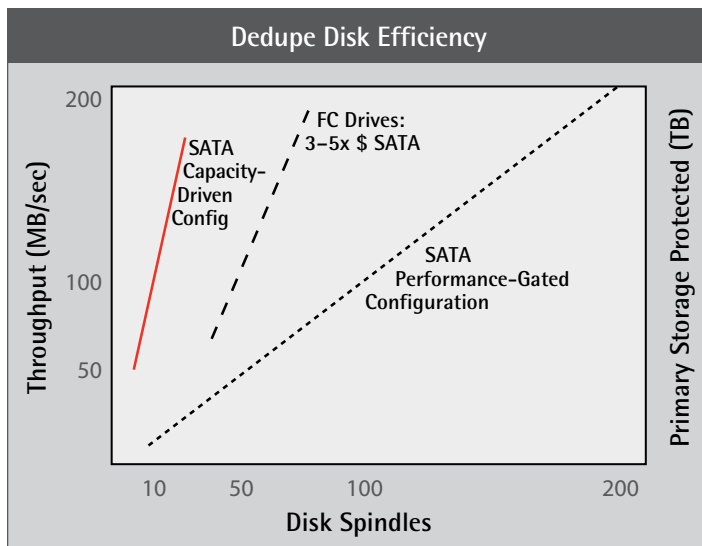 Dedupe Disk Efficiency
Throughput (MB/sec)
200
100
50
SATA
Capacity-
Driven
Config
FC Drives:
3–5x $ SATA
SATA
Performance-Gated
Configuration
Primary Storage Protected (TB)
10
50
100
200
Disk Spindles